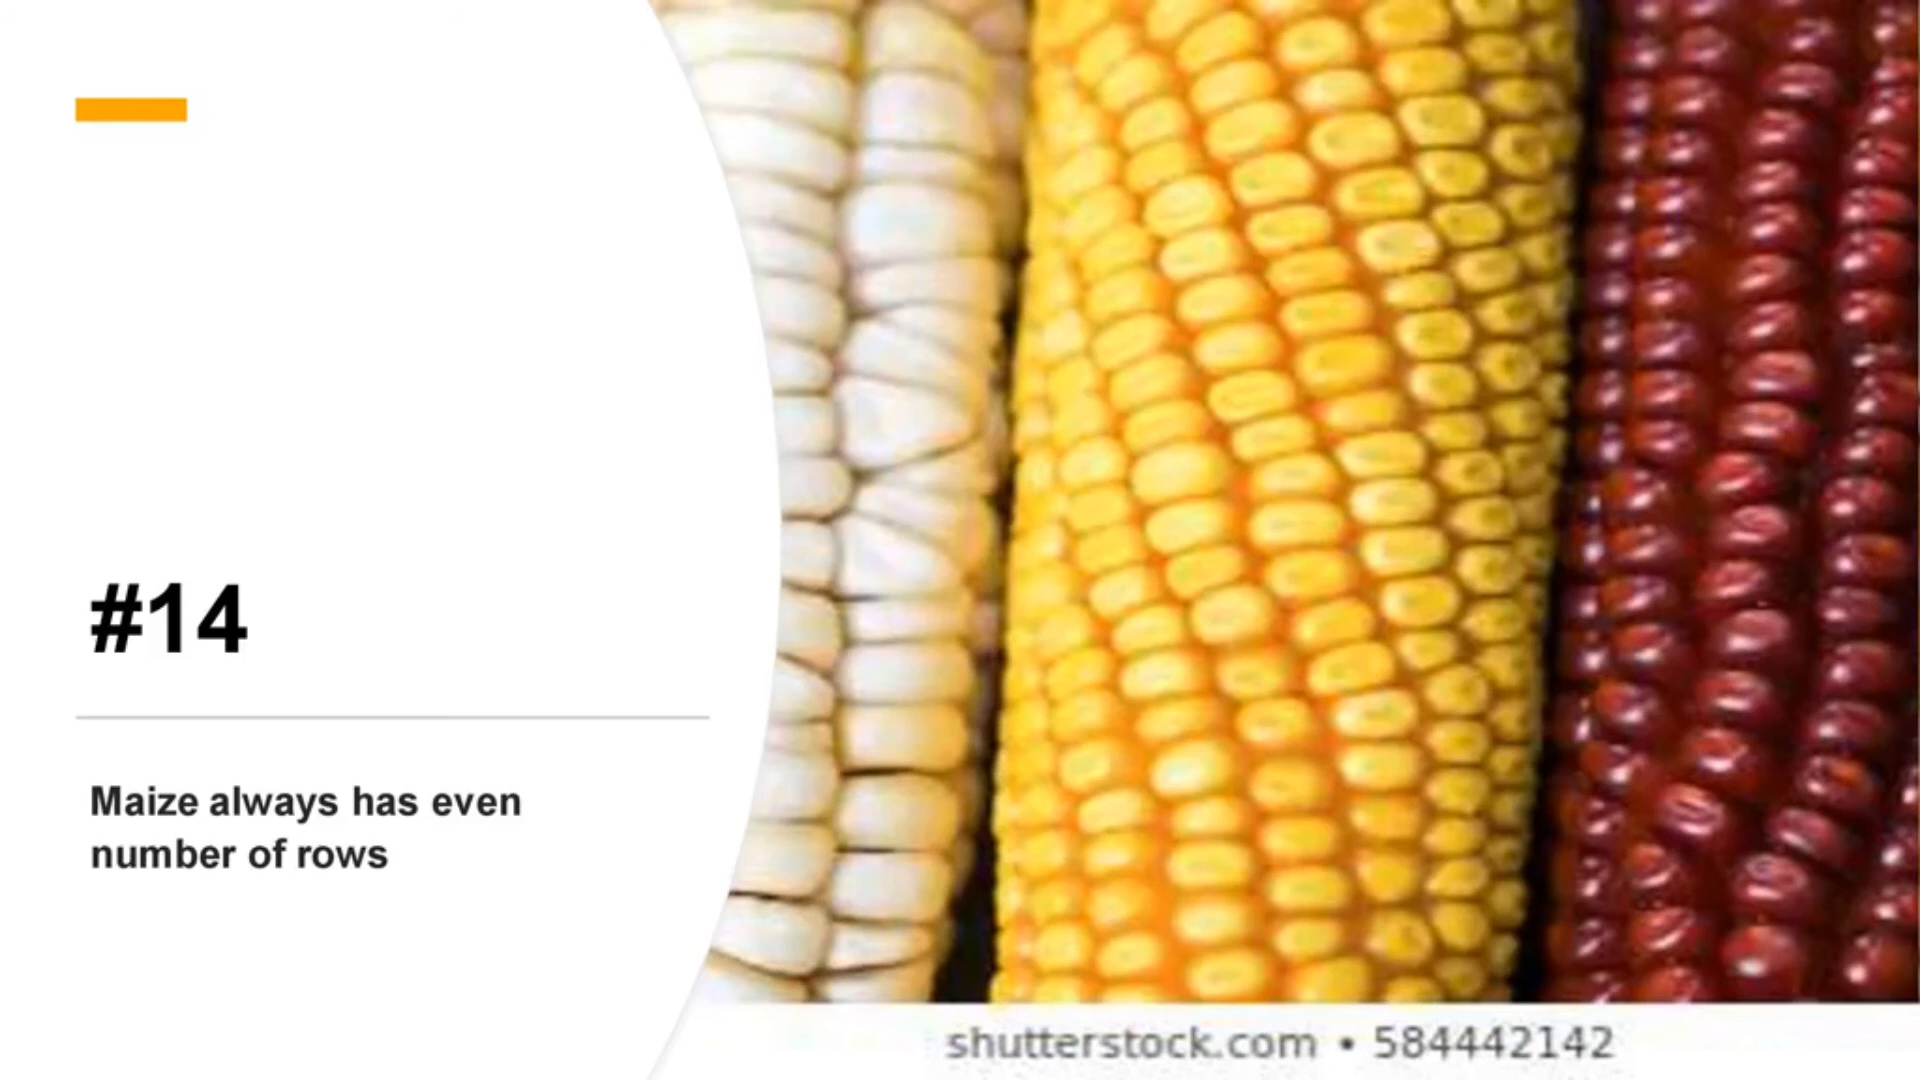 #14
Maize always has even
number of rows
shutterstock.com • 584442142